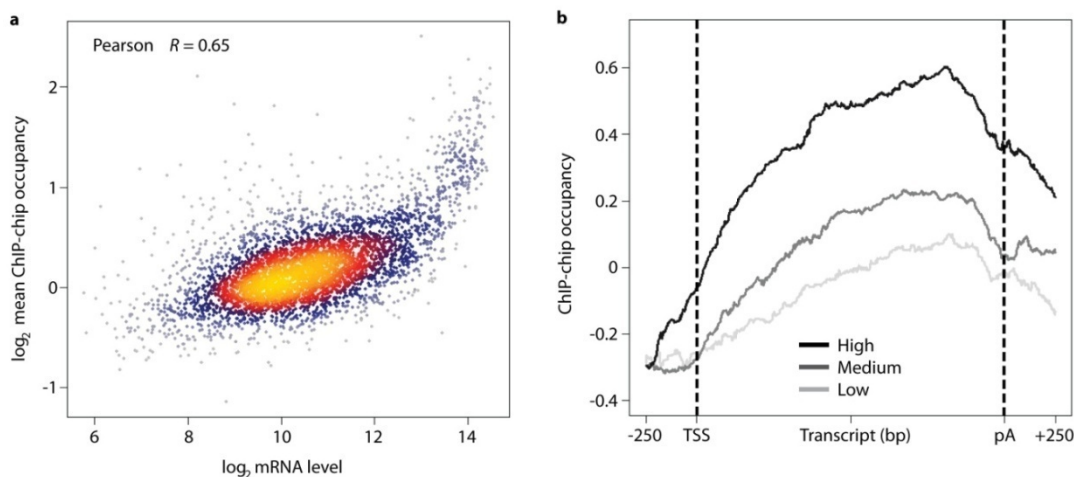 a
Pearson R = 0.65
log2 mean ChIP-chip occupancy
2
1
0
-1
6 8 10 12 14
log2 mRNA level
b
ChIP-chip occupancy
0.6
0.4
0.2
0
-0.2
-0.4
High
Medium
Low
-250 TSS Transcript (bp) pA +250